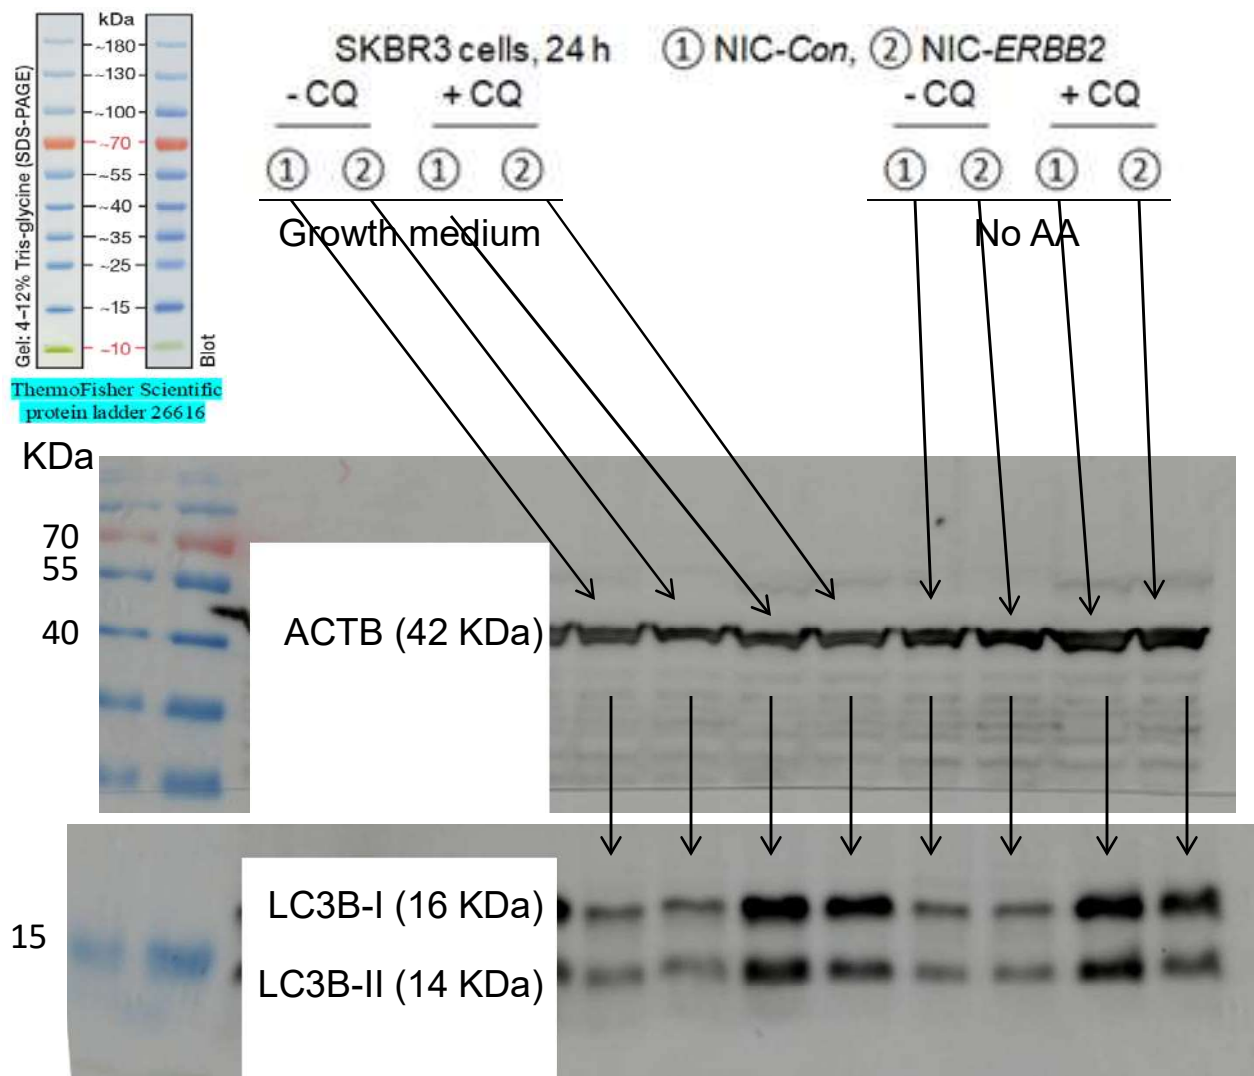 kDa
~180
~130
~100
~70
~55
~40
~35
~25
~15
~10
Gel: 4–12% Tris-glycine (SDS-PAGE)
Blot
ThermoFisher Scientific
protein ladder 26616
SKBR3 cells, 24 h ① NIC-Con, ② NIC-ERBB2
- CQ + CQ - CQ + CQ
① ② ① ② ① ② ① ②
Growth medium No AA
KDa
70
55
40
ACTB (42 KDa)
15
LC3B-I (16 KDa)
LC3B-II (14 KDa)